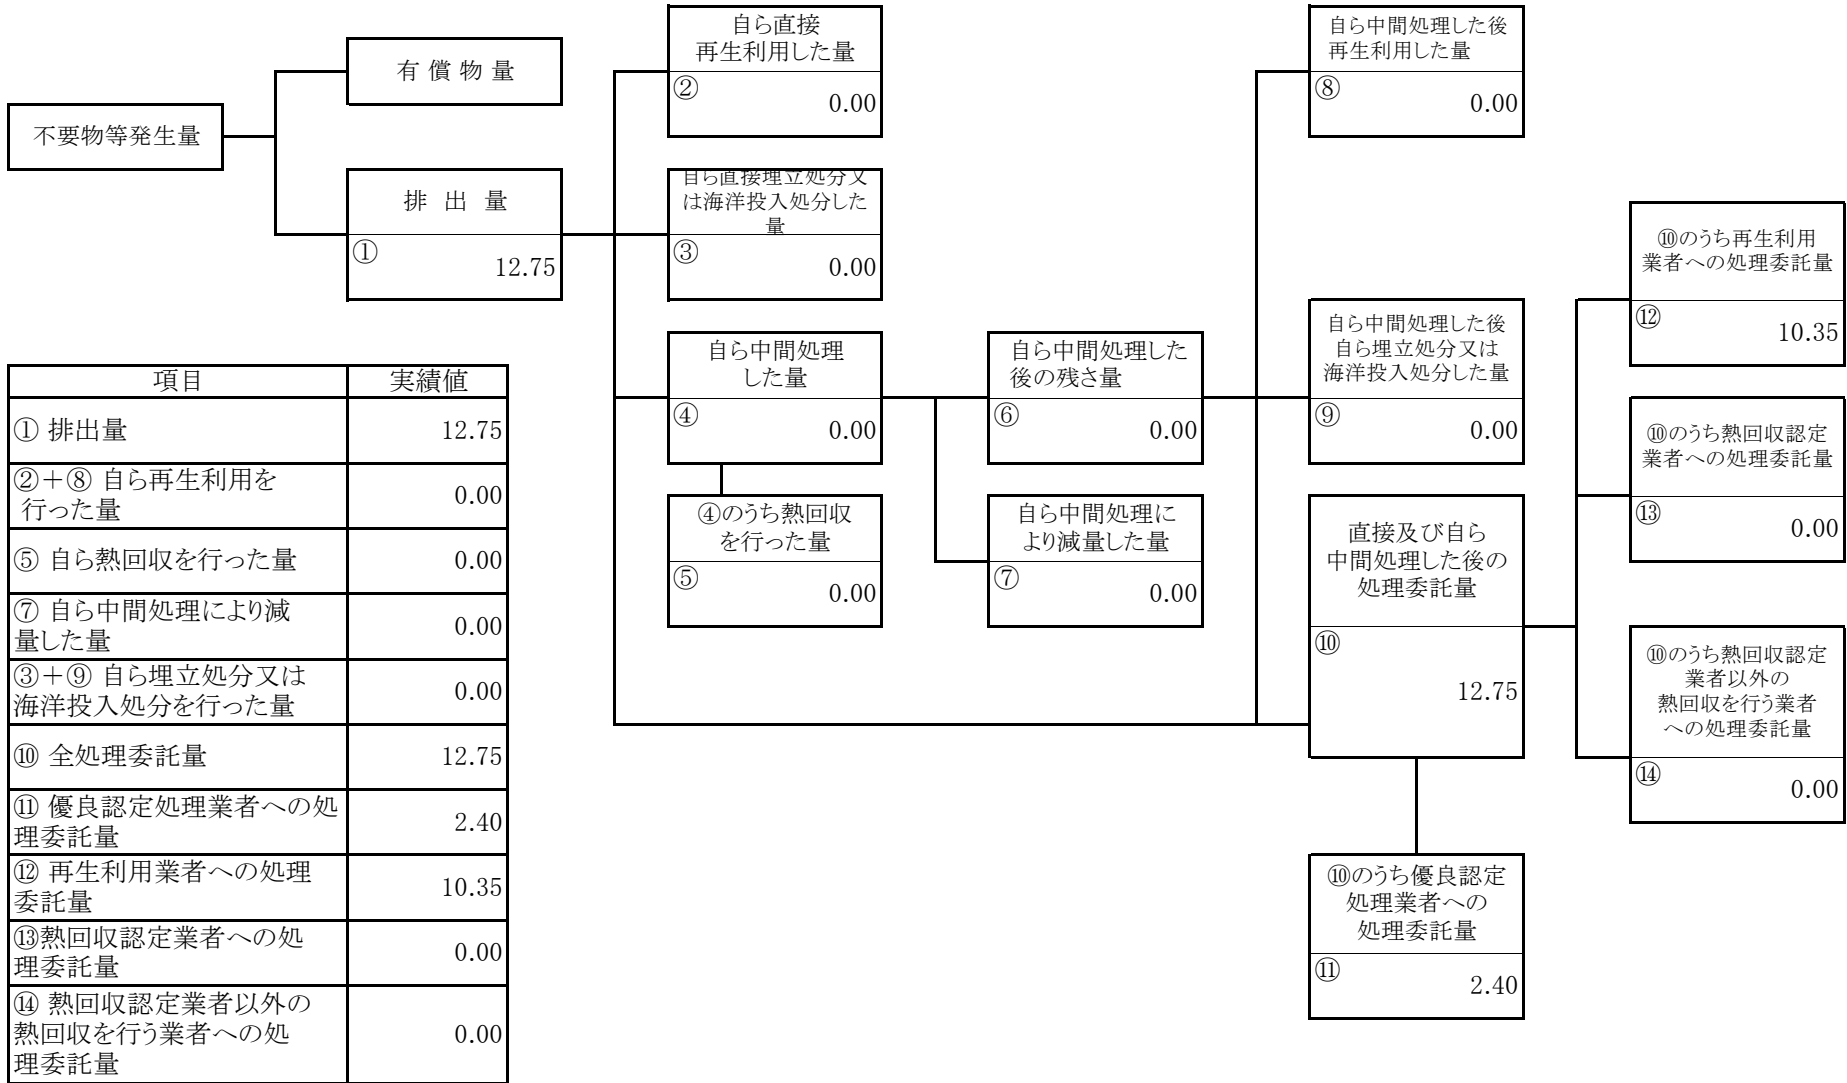 不要物等発生量
有 償 物 量
排 出 量
①
12.75
自ら直接
再生利用した量
②
0.00
自ら直接埋立処分又
は海洋投入処分した
量
③
0.00
自ら中間処理
した量
④
0.00
④のうち熱回収
を行った量
⑤
0.00
自ら中間処理した
後の残さ量
⑥
0.00
自ら中間処理に
より減量した量
⑦
0.00
自ら中間処理した後
再生利用した量
⑧
0.00
自ら中間処理した後
自ら埋立処分又は
海洋投入処分した量
⑨
0.00
直接及び自ら
中間処理した後の
処理委託量
⑩
12.75
⑩のうち優良認定
処理業者への
処理委託量
⑪
2.40
⑩のうち再生利用
業者への処理委託量
⑫
10.35
⑩のうち熱回収認定
業者への処理委託量
⑬
0.00
⑩のうち熱回収認定
業者以外の
熱回収を行う業者
への処理委託量
⑭
0.00
項目 実績値
① 排出量 12.75
②+⑧ 自ら再生利用を
行った量 0.00
⑤ 自ら熱回収を行った量 0.00
⑦ 自ら中間処理により減
量した量 0.00
③+⑨ 自ら埋立処分又は
海洋投入処分を行った量 0.00
⑩ 全処理委託量 12.75
⑪ 優良認定処理業者への処
理委託量 2.40
⑫ 再生利用業者への処理
委託量 10.35
⑬熱回収認定業者への処
理委託量 0.00
⑭ 熱回収認定業者以外の
熱回収を行う業者への処
理委託量 0.00